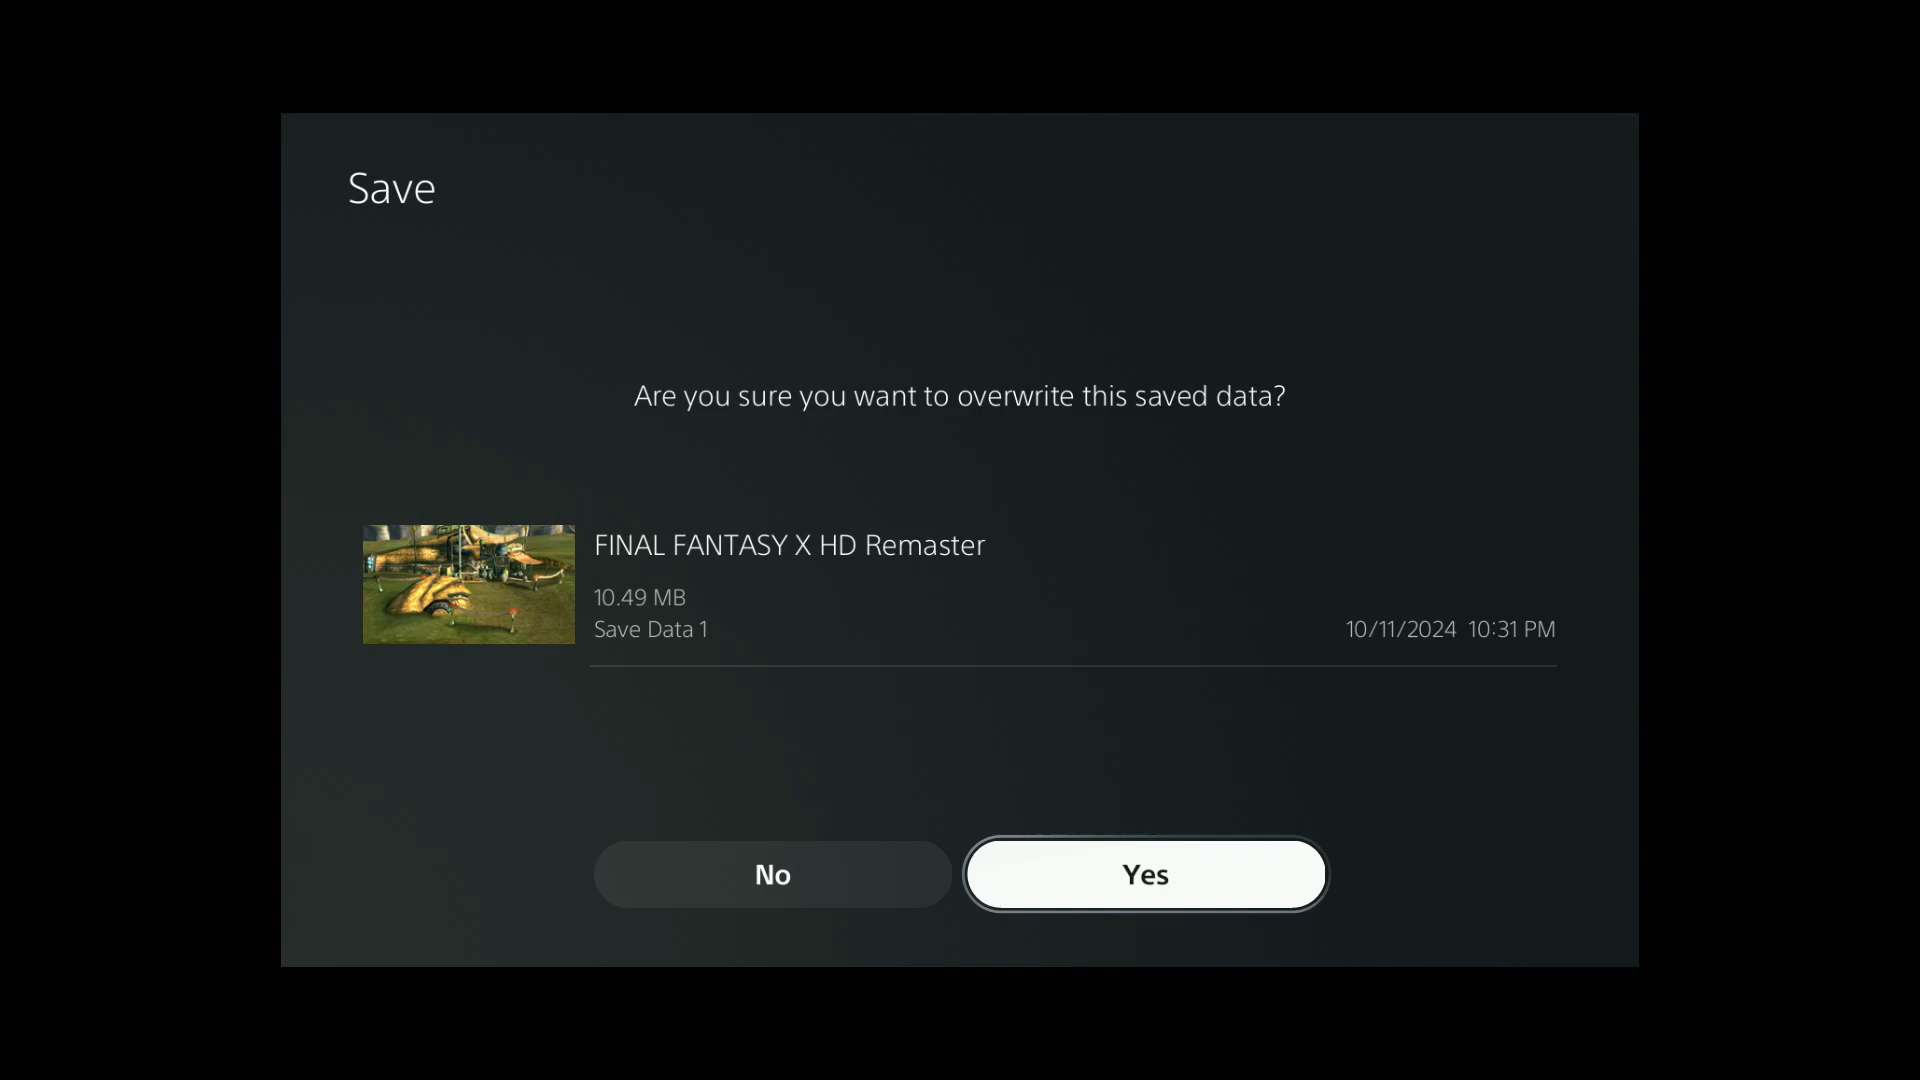 Save
Are you sure you want to overwrite this saved data?
FINAL FANTASY X HD Remaster
10.49 MB
Save Data 1
10/11/2024 10:31 PM
No
Yes